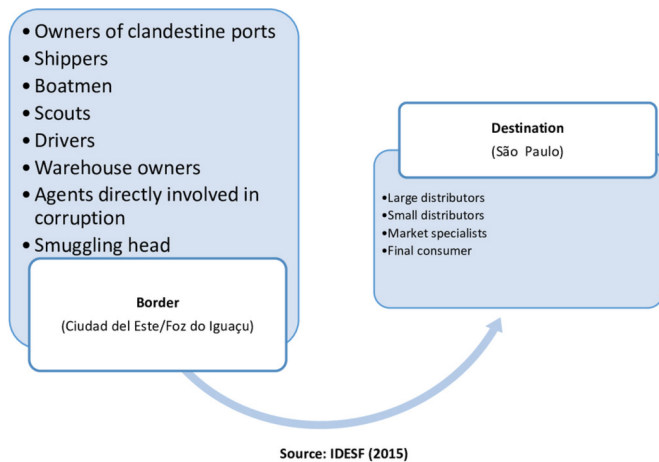 • Owners of clandestine ports
• Shippers
• Boatmen
• Scouts
• Drivers
• Warehouse owners
• Agents directly involved in
corruption
• Smuggling head
Border
(Ciudad del Este/Foz do Iguaçu)
Destination
(São Paulo)
•Large distributors
•Small distributors
•Market specialists
•Final consumer
Source: IDESF (2015)